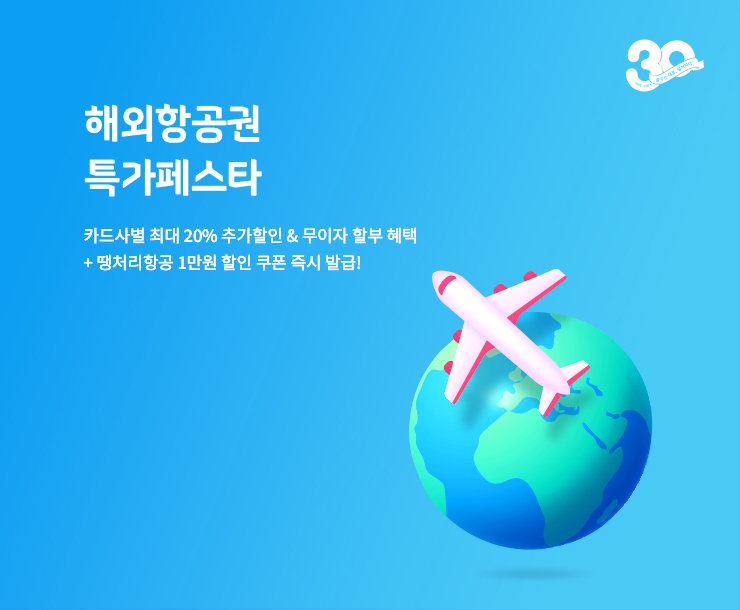 30
해외항공권
특가페스타
카드사별 최대 20% 추가할인 & 무이자 할부 혜택
+ 땡처리항공 1만원 할인 쿠폰 즉시 발급!